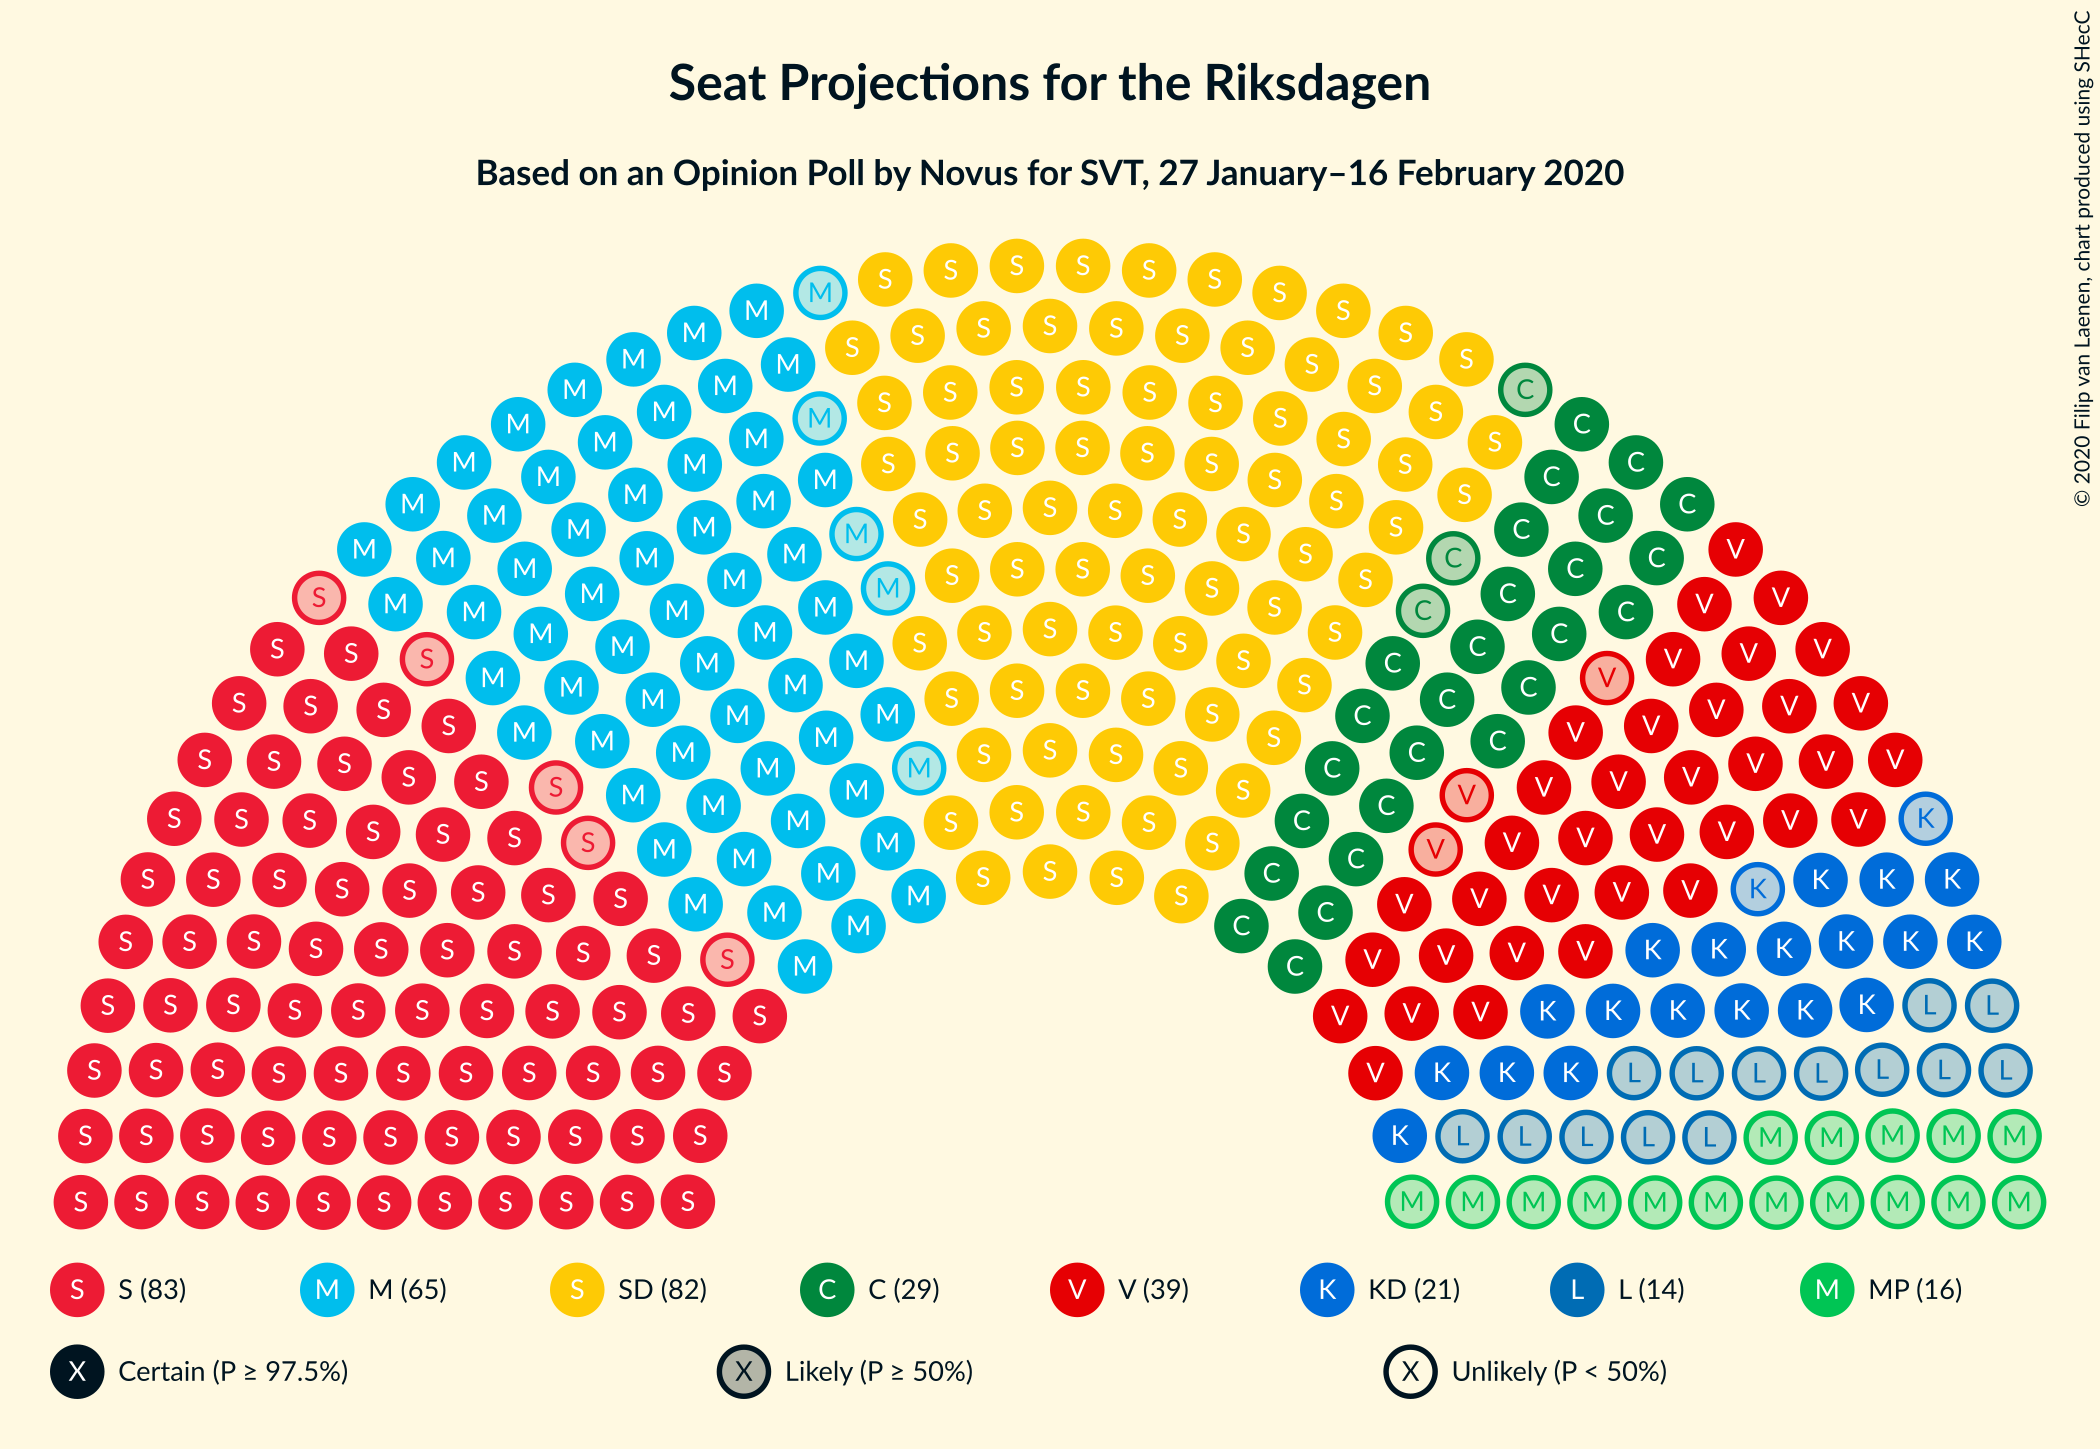 Seat Projections for the Riksdagen
Based on an Opinion Poll by Novus for SVT, 27 January–16 February 2020
© 2020 Filip van Laenen, chart produced using SHecC
S S (83) M M (65) S SD (82) C C (29) V V (39) K KD (21) L L (14) M MP (16)
X Certain (P ≥ 97.5%) X Likely (P ≥ 50%) X Unlikely (P < 50%)